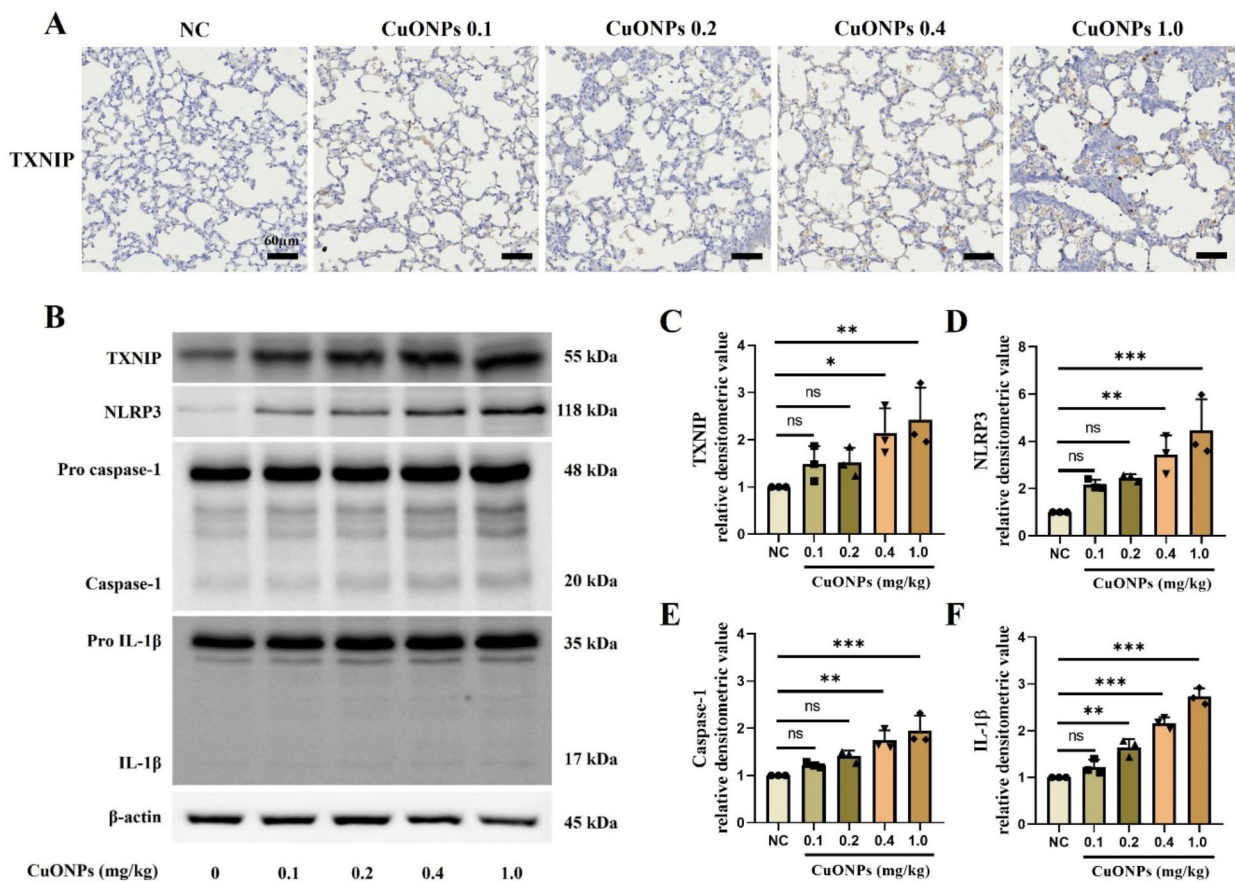 A
NC
CuONPs 0.1
CuONPs 0.2
CuONPs 0.4
CuONPs 1.0
TXNIP
60μm
B
TXNIP
55 kDa
NLRP3
118 kDa
Pro caspase-1
48 kDa
Caspase-1
20 kDa
Pro IL-1β
35 kDa
IL-1β
17 kDa
β-actin
45 kDa
CuONPs (mg/kg)
0 0.1 0.2 0.4 1.0
C
TXNIP
relative densitometric value
4
3
2
1
0
ns
ns
*
**
NC 0.1 0.2 0.4 1.0
CuONPs (mg/kg)
D
NLRP3
relative densitometric value
8
6
4
2
0
ns
ns
**
***
NC 0.1 0.2 0.4 1.0
CuONPs (mg/kg)
E
Caspase-1
relative densitometric value
4
3
2
1
0
ns
ns
**
***
NC 0.1 0.2 0.4 1.0
CuONPs (mg/kg)
F
IL-1β
relative densitometric value
4
3
2
1
0
ns
**
***
***
NC 0.1 0.2 0.4 1.0
CuONPs (mg/kg)